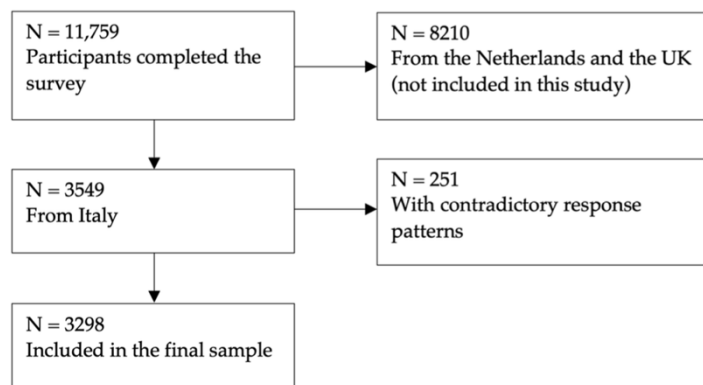 N = 11,759
Participants completed the
survey
N = 8210
From the Netherlands and the UK
(not included in this study)
N = 3549
From Italy
N = 251
With contradictory response
patterns
N = 3298
Included in the final sample